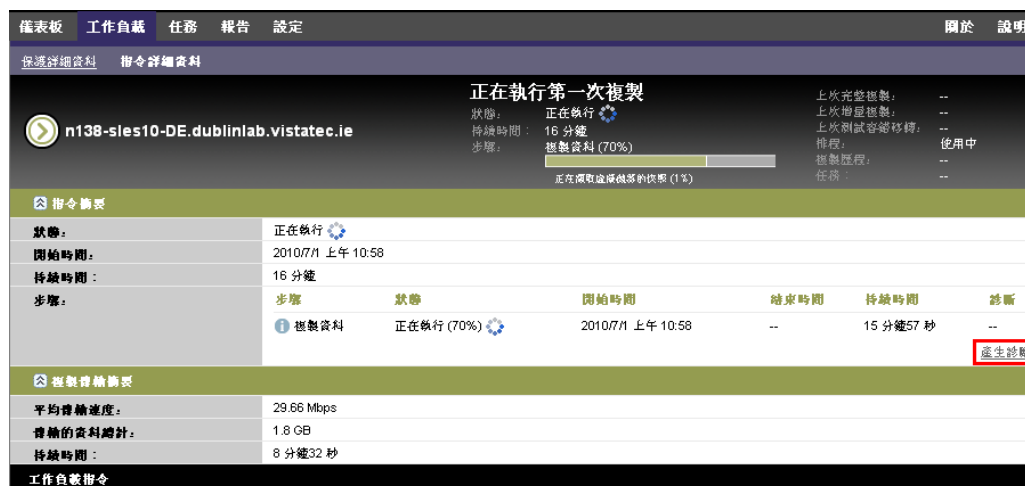 儀表板 工作負載 任務 報告 設定 關於 說明
保護詳細資料 指令詳細資料
正在執行第一次複製
n138-sles10-DE.dublinlab.vistatec.ie
狀態： 正在執行
持續時間： 16 分鐘
步驟： 複製資料 (70%)
正在擷取虛擬機器的快照 (1%)
上次完整複製： --
上次增量複製： --
上次測試容錯移轉： --
排程： 使用中
複製歷程： --
任務： --
指令摘要
狀態： 正在執行
開始時間： 2010/7/1 上午 10:58
持續時間： 16 分鐘
步驟： 步驟 狀態 開始時間 結束時間 持續時間 診斷
複製資料 正在執行 (70%) 2010/7/1 上午 10:58 -- 15 分鐘57 秒 --
產生診斷
複製傳輸摘要
平均傳輸速度： 29.66 Mbps
傳輸的資料總計： 1.8 GB
持續時間： 8 分鐘32 秒
工作負載指令